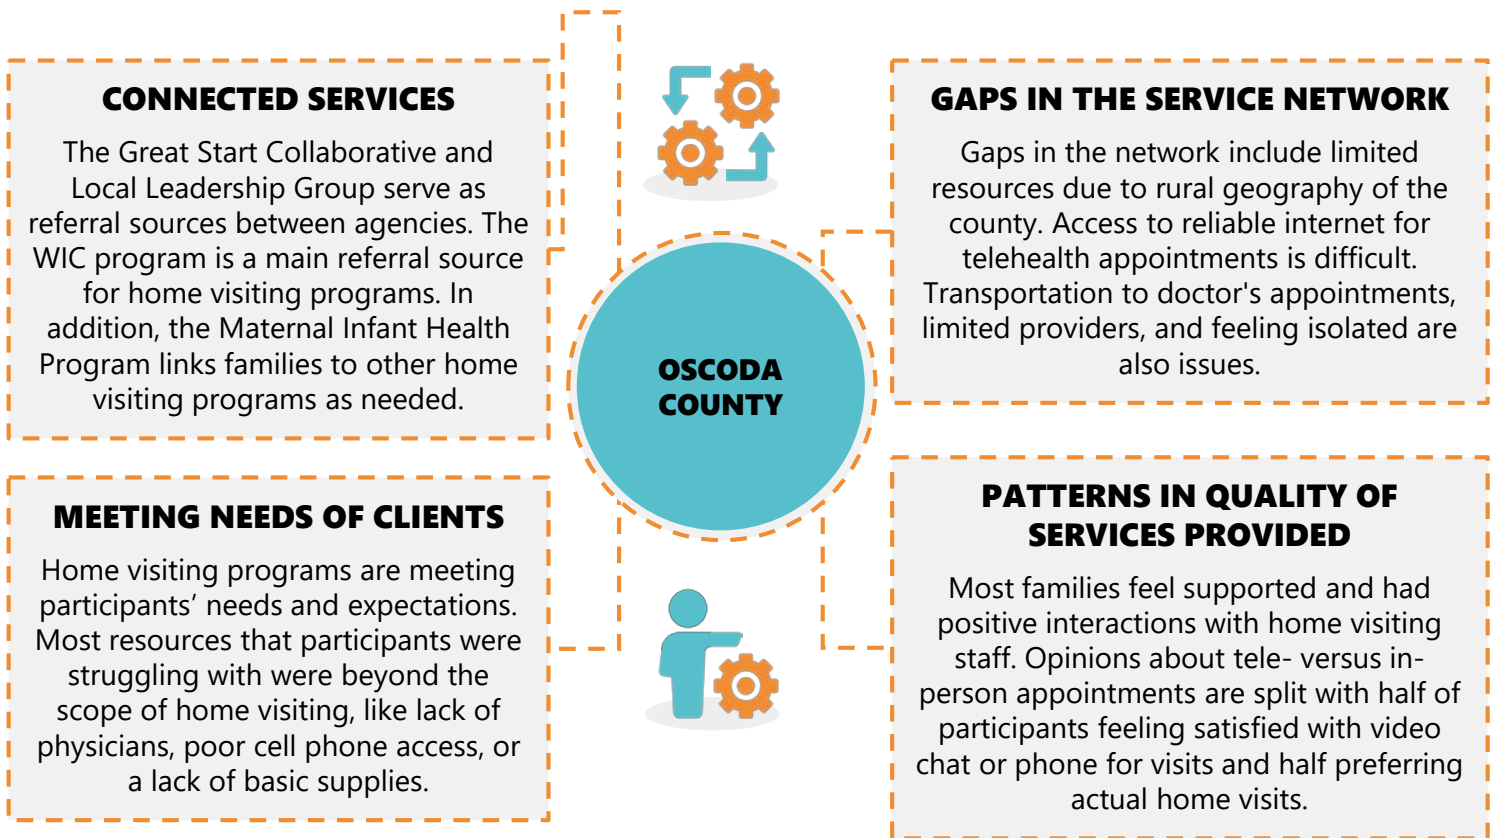 CONNECTED SERVICES
The Great Start Collaborative and
Local Leadership Group serve as
referral sources between agencies. The
WIC program is a main referral source
for home visiting programs. In
addition, the Maternal Infant Health
Program links families to other home
visiting programs as needed.
GAPS IN THE SERVICE NETWORK
Gaps in the network include limited
resources due to rural geography of the
county. Access to reliable internet for
telehealth appointments is difficult.
Transportation to doctor's appointments,
limited providers, and feeling isolated are
also issues.
OSCODA
COUNTY
MEETING NEEDS OF CLIENTS
Home visiting programs are meeting
participants’ needs and expectations.
Most resources that participants were
struggling with were beyond the
scope of home visiting, like lack of
physicians, poor cell phone access, or
a lack of basic supplies.
PATTERNS IN QUALITY OF
SERVICES PROVIDED
Most families feel supported and had
positive interactions with home visiting
staff. Opinions about tele- versus in-
person appointments are split with half of
participants feeling satisfied with video
chat or phone for visits and half preferring
actual home visits.